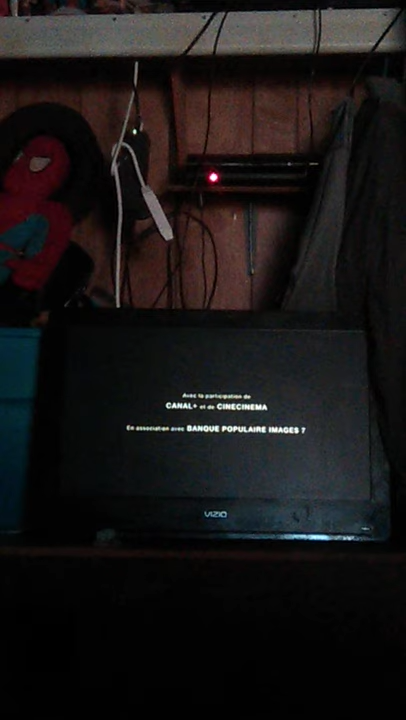 Avec la participation de
CANAL+ et de CINECINEMA
En association avec BANQUE POPULAIRE IMAGES 7
VIZIO